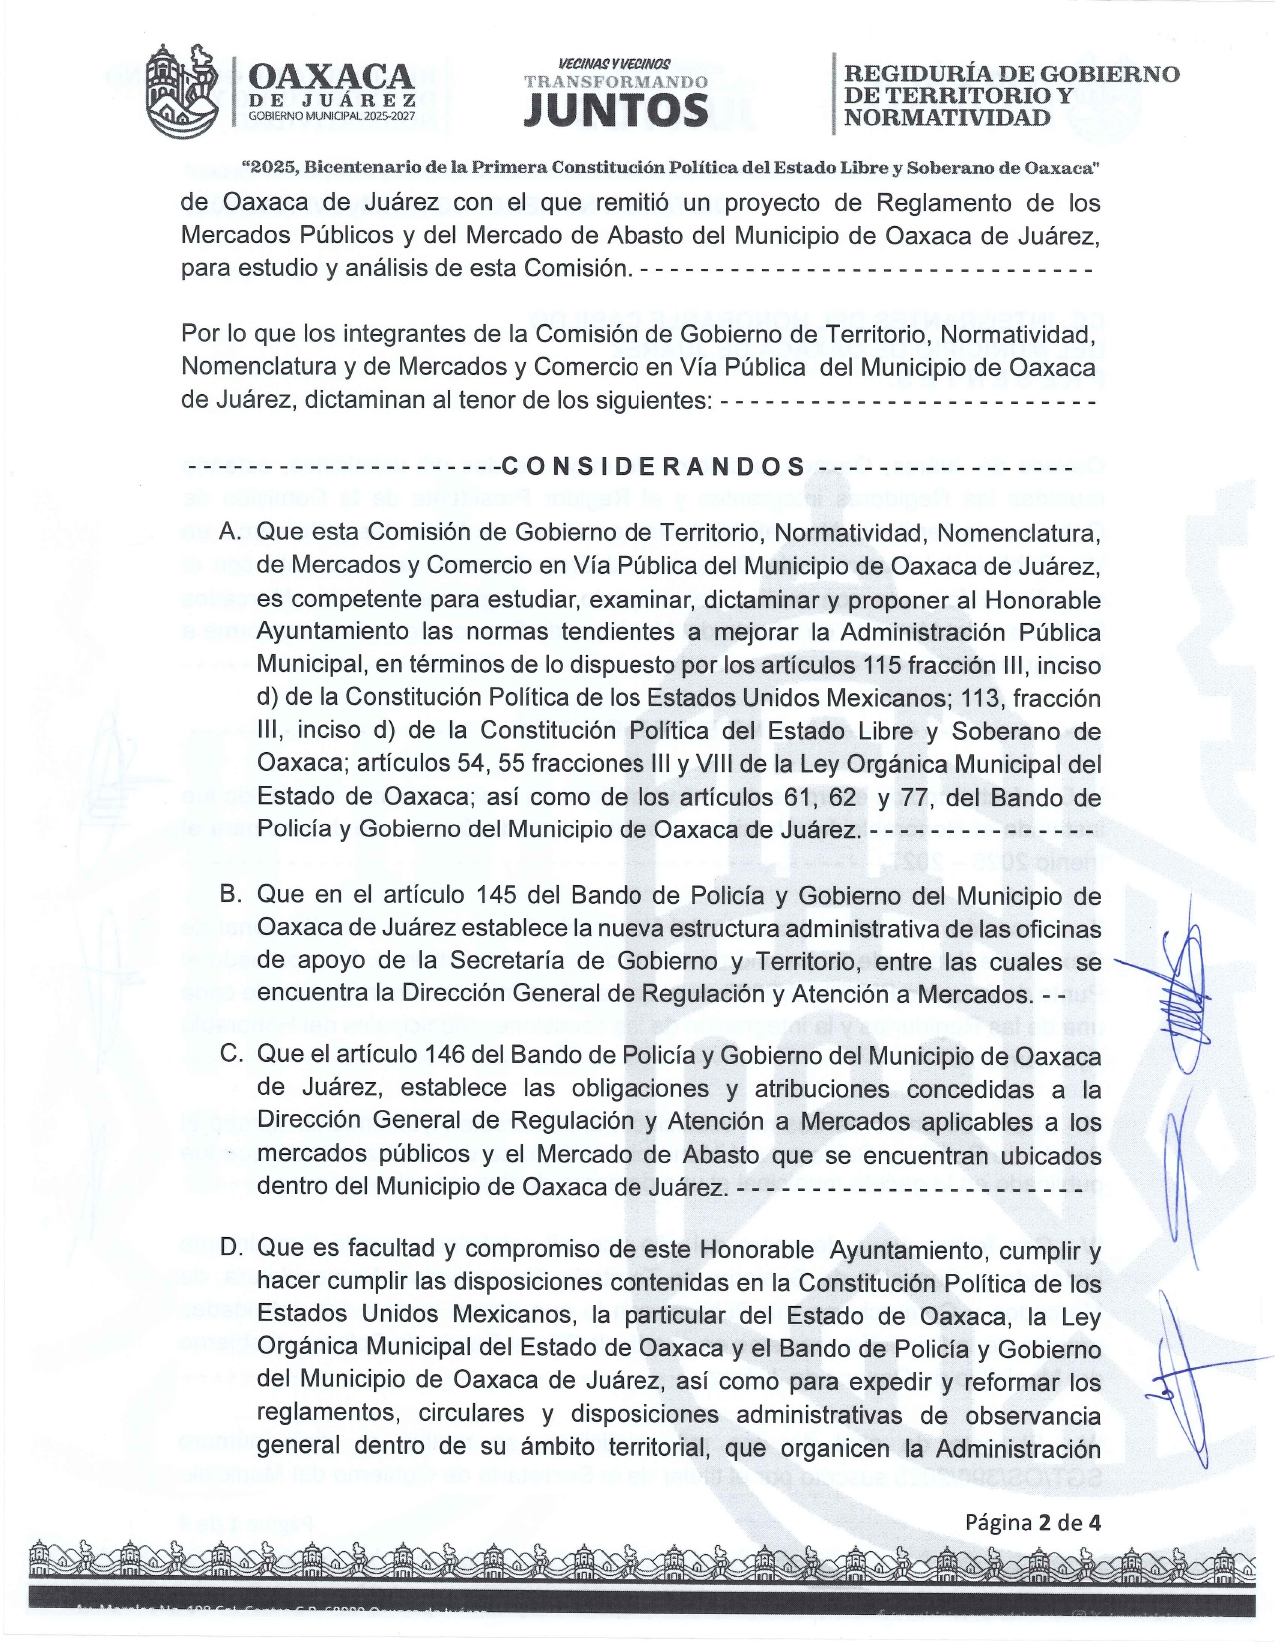 OAXACA
DE JUÁREZ
GOBIERNO MUNICIPAL 2025-2027
VECINAS Y VECINOS
TRANSFORMANDO
JUNTOS
REGIDURÍA DE GOBIERNO
DE TERRITORIO Y
NORMATIVIDAD
"2025, Bicentenario de la Primera Constitución Política del Estado Libre y Soberano de Oaxaca"
de Oaxaca de Juárez con el que remitió un proyecto de Reglamento de los
Mercados Públicos y del Mercado de Abasto del Municipio de Oaxaca de Juárez,
para estudio y análisis de esta Comisión. - - - - - - - - - - - - - - - - - - - - - - - - - - - - - -
Por lo que los integrantes de la Comisión de Gobierno de Territorio, Normatividad,
Nomenclatura y de Mercados y Comercio en Vía Pública del Municipio de Oaxaca
de Juárez, dictaminan al tenor de los siguientes: - - - - - - - - - - - - - - - - - - - - - - - - -
- - - - - - - - - - - - - - - - - - - - -C O N S I D E R A N D O S - - - - - - - - - - - - - - - - -
A. Que esta Comisión de Gobierno de Territorio, Normatividad, Nomenclatura,
de Mercados y Comercio en Vía Pública del Municipio de Oaxaca de Juárez,
es competente para estudiar, examinar, dictaminar y proponer al Honorable
Ayuntamiento las normas tendientes a mejorar la Administración Pública
Municipal, en términos de lo dispuesto por los artículos 115 fracción III, inciso
d) de la Constitución Política de los Estados Unidos Mexicanos; 113, fracción
III, inciso d) de la Constitución Política del Estado Libre y Soberano de
Oaxaca; artículos 54, 55 fracciones III y VIII de la Ley Orgánica Municipal del
Estado de Oaxaca; así como de los artículos 61, 62 y 77, del Bando de
Policía y Gobierno del Municipio de Oaxaca de Juárez. - - - - - - - - - - - - - - -
B. Que en el artículo 145 del Bando de Policía y Gobierno del Municipio de
Oaxaca de Juárez establece la nueva estructura administrativa de las oficinas
de apoyo de la Secretaría de Gobierno y Territorio, entre las cuales se
encuentra la Dirección General de Regulación y Atención a Mercados. - -
C. Que el artículo 146 del Bando de Policía y Gobierno del Municipio de Oaxaca
de Juárez, establece las obligaciones y atribuciones concedidas a la
Dirección General de Regulación y Atención a Mercados aplicables a los
mercados públicos y el Mercado de Abasto que se encuentran ubicados
dentro del Municipio de Oaxaca de Juárez. - - - - - - - - - - - - - - - - - - - - - - -
D. Que es facultad y compromiso de este Honorable Ayuntamiento, cumplir y
hacer cumplir las disposiciones contenidas en la Constitución Política de los
Estados Unidos Mexicanos, la particular del Estado de Oaxaca, la Ley
Orgánica Municipal del Estado de Oaxaca y el Bando de Policía y Gobierno
del Municipio de Oaxaca de Juárez, así como para expedir y reformar los
reglamentos, circulares y disposiciones administrativas de observancia
general dentro de su ámbito territorial, que organicen la Administración
Página 2 de 4